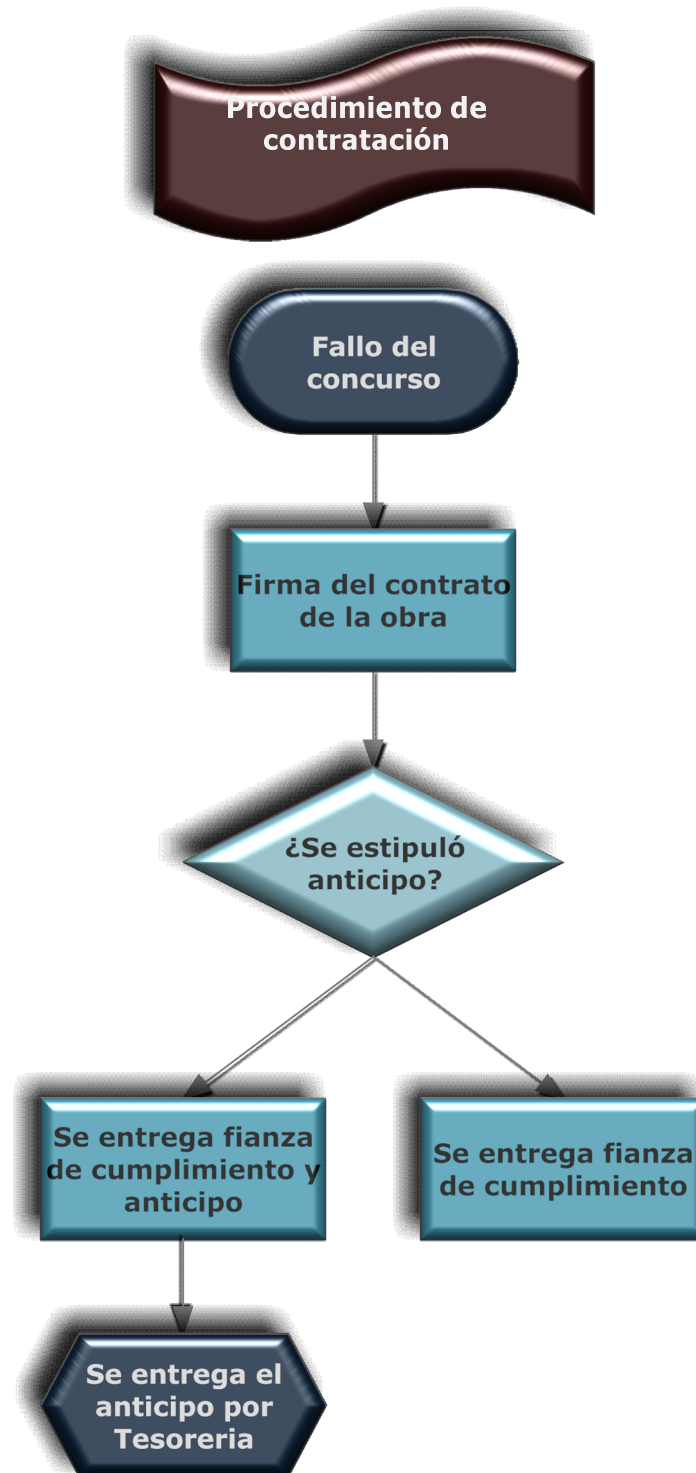 Procedimiento de
contratación
Fallo del
concurso
Firma del contrato
de la obra
¿Se estipuló
anticipo?
Se entrega fianza
de cumplimiento y
anticipo
Se entrega fianza
de cumplimiento
Se entrega el
anticipo por
Tesoreria